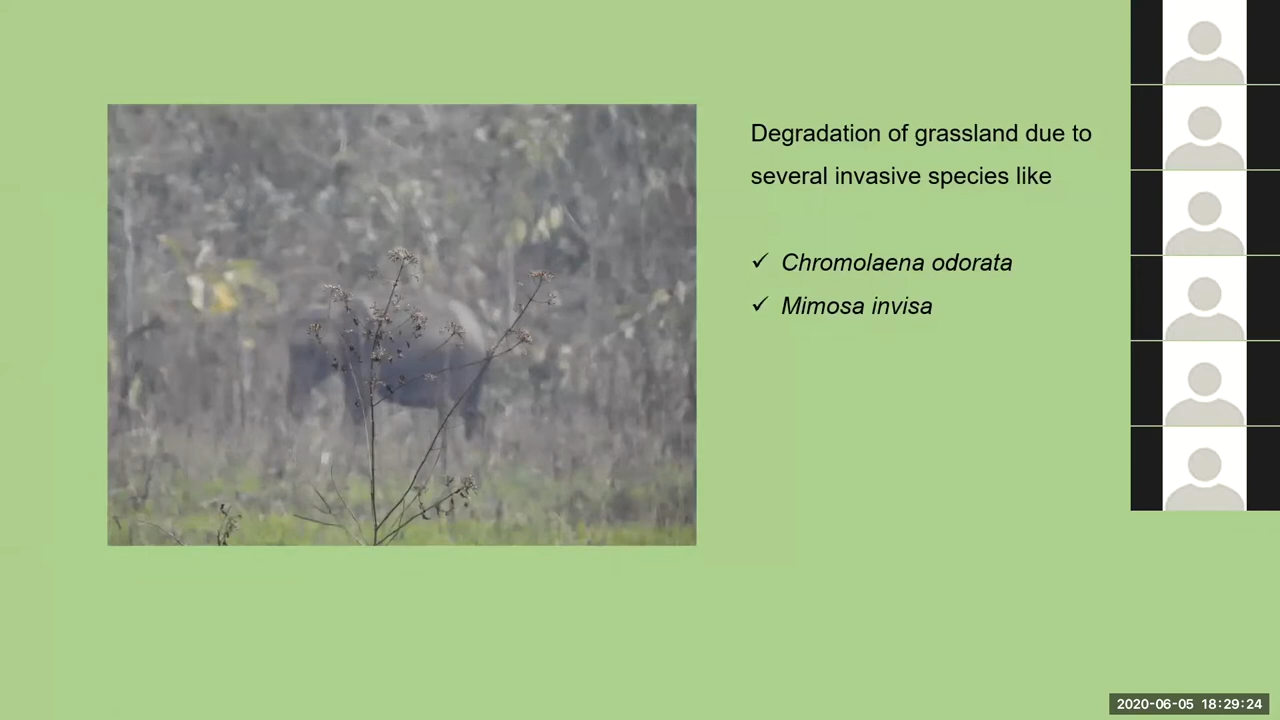 Degradation of grassland due to
several invasive species like
✓ Chromolaena odorata
✓ Mimosa invisa
2020-06-05 18:29:24